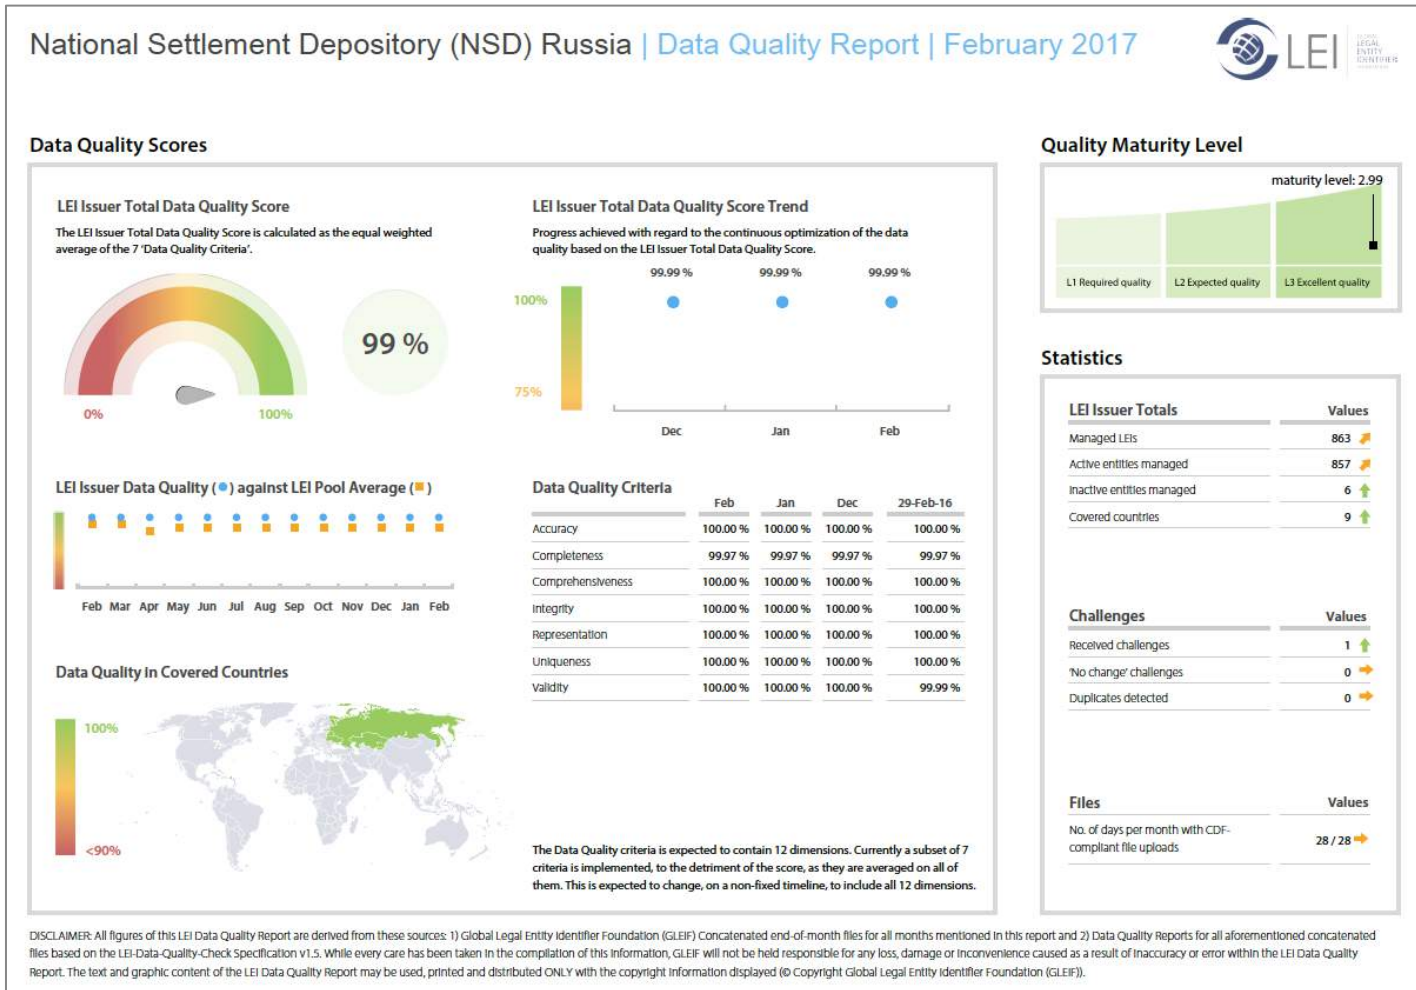 National Settlement Depository (NSD) Russia | Data Quality Report | February 2017
LEI
GLOBAL
LEGAL
ENTITY
IDENTIFIER
Data Quality Scores
LEI Issuer Total Data Quality Score
The LEI Issuer Total Data Quality Score is calculated as the equal weighted
average of the 7 'Data Quality Criteria'.
99 %
0%
100%
LEI Issuer Total Data Quality Score Trend
Progress achieved with regard to the continuous optimization of the data
quality based on the LEI Issuer Total Data Quality Score.
99.99 % 99.99 % 99.99 %
100%
75%
Dec Jan Feb
LEI Issuer Data Quality ( ) against LEI Pool Average ( )
Feb Mar Apr May Jun Jul Aug Sep Oct Nov Dec Jan Feb
Data Quality Criteria
Feb Jan Dec 29-Feb-16
Accuracy 100.00 % 100.00 % 100.00 % 100.00 %
Completeness 99.97 % 99.97 % 99.97 % 99.97 %
Comprehensiveness 100.00 % 100.00 % 100.00 % 100.00 %
Integrity 100.00 % 100.00 % 100.00 % 100.00 %
Representation 100.00 % 100.00 % 100.00 % 100.00 %
Uniqueness 100.00 % 100.00 % 100.00 % 100.00 %
Validity 100.00 % 100.00 % 100.00 % 99.99 %
Data Quality in Covered Countries
100%
<90%
The Data Quality criteria is expected to contain 12 dimensions. Currently a subset of 7
criteria is implemented, to the detriment of the score, as they are averaged on all of
them. This is expected to change, on a non-fixed timeline, to include all 12 dimensions.
Quality Maturity Level
maturity level: 2.99
L1 Required quality L2 Expected quality L3 Excellent quality
Statistics
LEI Issuer Totals Values
Managed LEIs 863
Active entities managed 857
Inactive entities managed 6
Covered countries 9
Challenges Values
Received challenges 1
'No change' challenges 0
Duplicates detected 0
Files Values
No. of days per month with CDF-
compliant file uploads 28 / 28
DISCLAIMER: All figures of this LEI Data Quality Report are derived from these sources: 1) Global Legal Entity Identifier Foundation (GLEIF) Concatenated end-of-month files for all months mentioned in this report and 2) Data Quality Reports for all aforementioned concatenated
files based on the LEI-Data-Quality-Check Specification v1.5. While every care has been taken in the compilation of this information, GLEIF will not be held responsible for any loss, damage or inconvenience caused as a result of inaccuracy or error within the LEI Data Quality
Report. The text and graphic content of the LEI Data Quality Report may be used, printed and distributed ONLY with the copyright information displayed (© Copyright Global Legal Entity Identifier Foundation (GLEIF)).